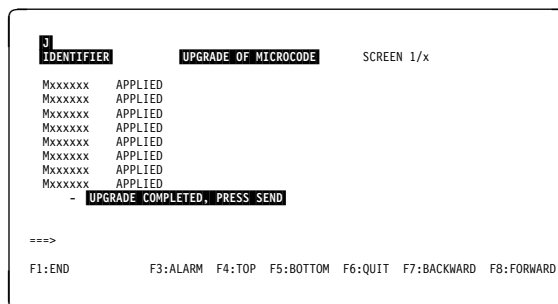 J
IDENTIFIER UPGRADE OF MICROCODE SCREEN 1/x
Mxxxxxx APPLIED
Mxxxxxx APPLIED
Mxxxxxx APPLIED
Mxxxxxx APPLIED
Mxxxxxx APPLIED
Mxxxxxx APPLIED
Mxxxxxx APPLIED
Mxxxxxx APPLIED
- UPGRADE COMPLETED, PRESS SEND
===>
F1:END F3:ALARM F4:TOP F5:BOTTOM F6:QUIT F7:BACKWARD F8:FORWARD